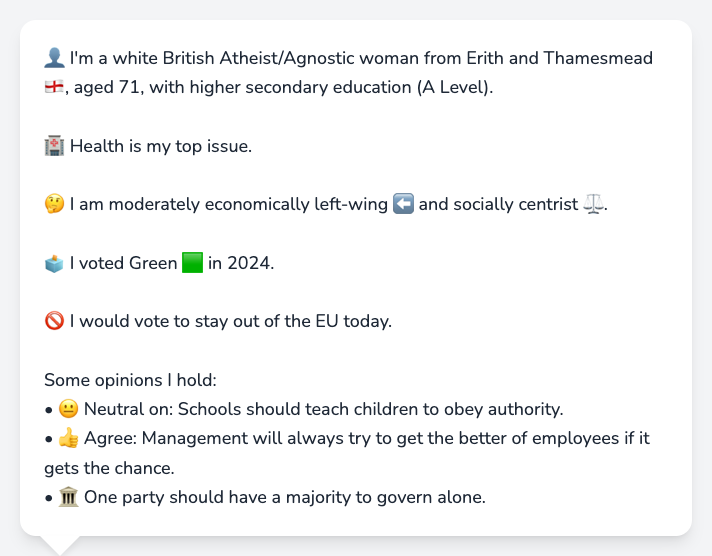 👤 I'm a white British Atheist/Agnostic woman from Erith and Thamesmead
🏴󠁧󠁢󠁥󠁮󠁧󠁿, aged 71, with higher secondary education (A Level).
🏥 Health is my top issue.
🤔 I am moderately economically left-wing ⬅️ and socially centrist ⚖️.
🗳️ I voted Green 🟩 in 2024.
🚫 I would vote to stay out of the EU today.
Some opinions I hold:
• 😐 Neutral on: Schools should teach children to obey authority.
• 👍 Agree: Management will always try to get the better of employees if it
gets the chance.
• 🏛️ One party should have a majority to govern alone.